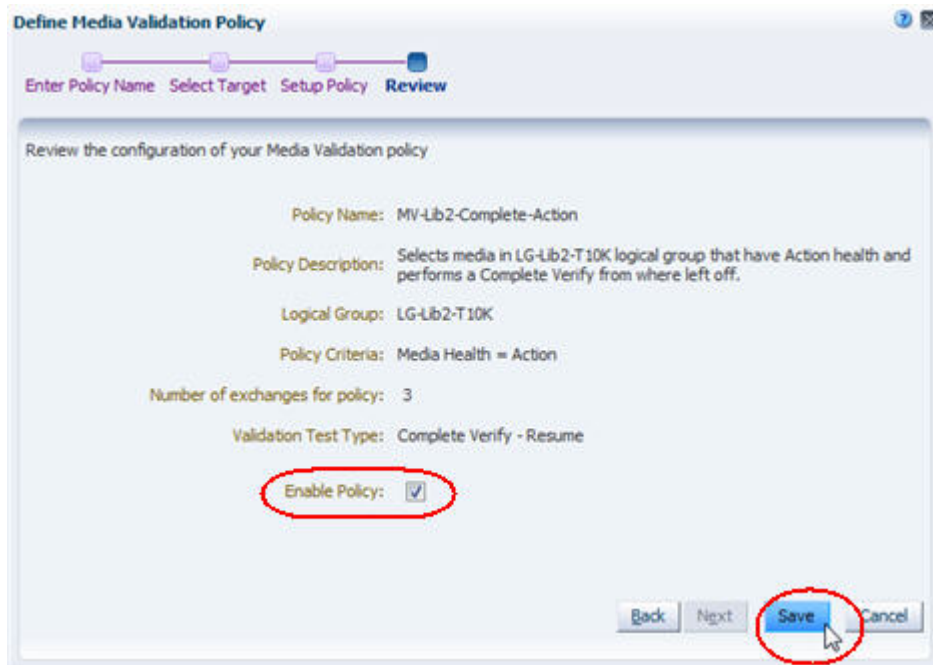 Define Media Validation Policy
Enter Policy Name Select Target Setup Policy Review
Review the configuration of your Media Validation policy
Policy Name: MV-Lib2-Complete-Action
Policy Description: Selects media in LG-Lib2-T10K logical group that have Action health and
performs a Complete Verify from where left off.
Logical Group: LG-Lib2-T10K
Policy Criteria: Media Health = Action
Number of exchanges for policy: 3
Validation Test Type: Complete Verify - Resume
Enable Policy:
Back Next Save Cancel